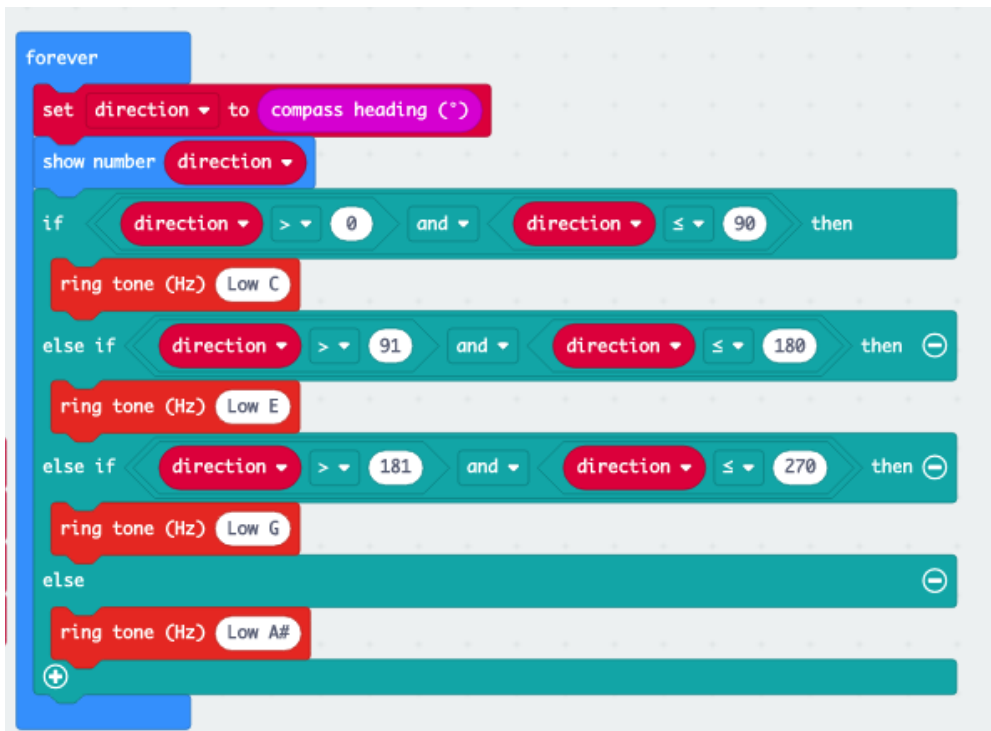 forever
set direction to compass heading (°)
show number direction
if direction > 0 and direction ≤ 90 then
ring tone (Hz) Low C
else if direction > 91 and direction ≤ 180 then
ring tone (Hz) Low E
else if direction > 181 and direction ≤ 270 then
ring tone (Hz) Low G
else
ring tone (Hz) Low A#